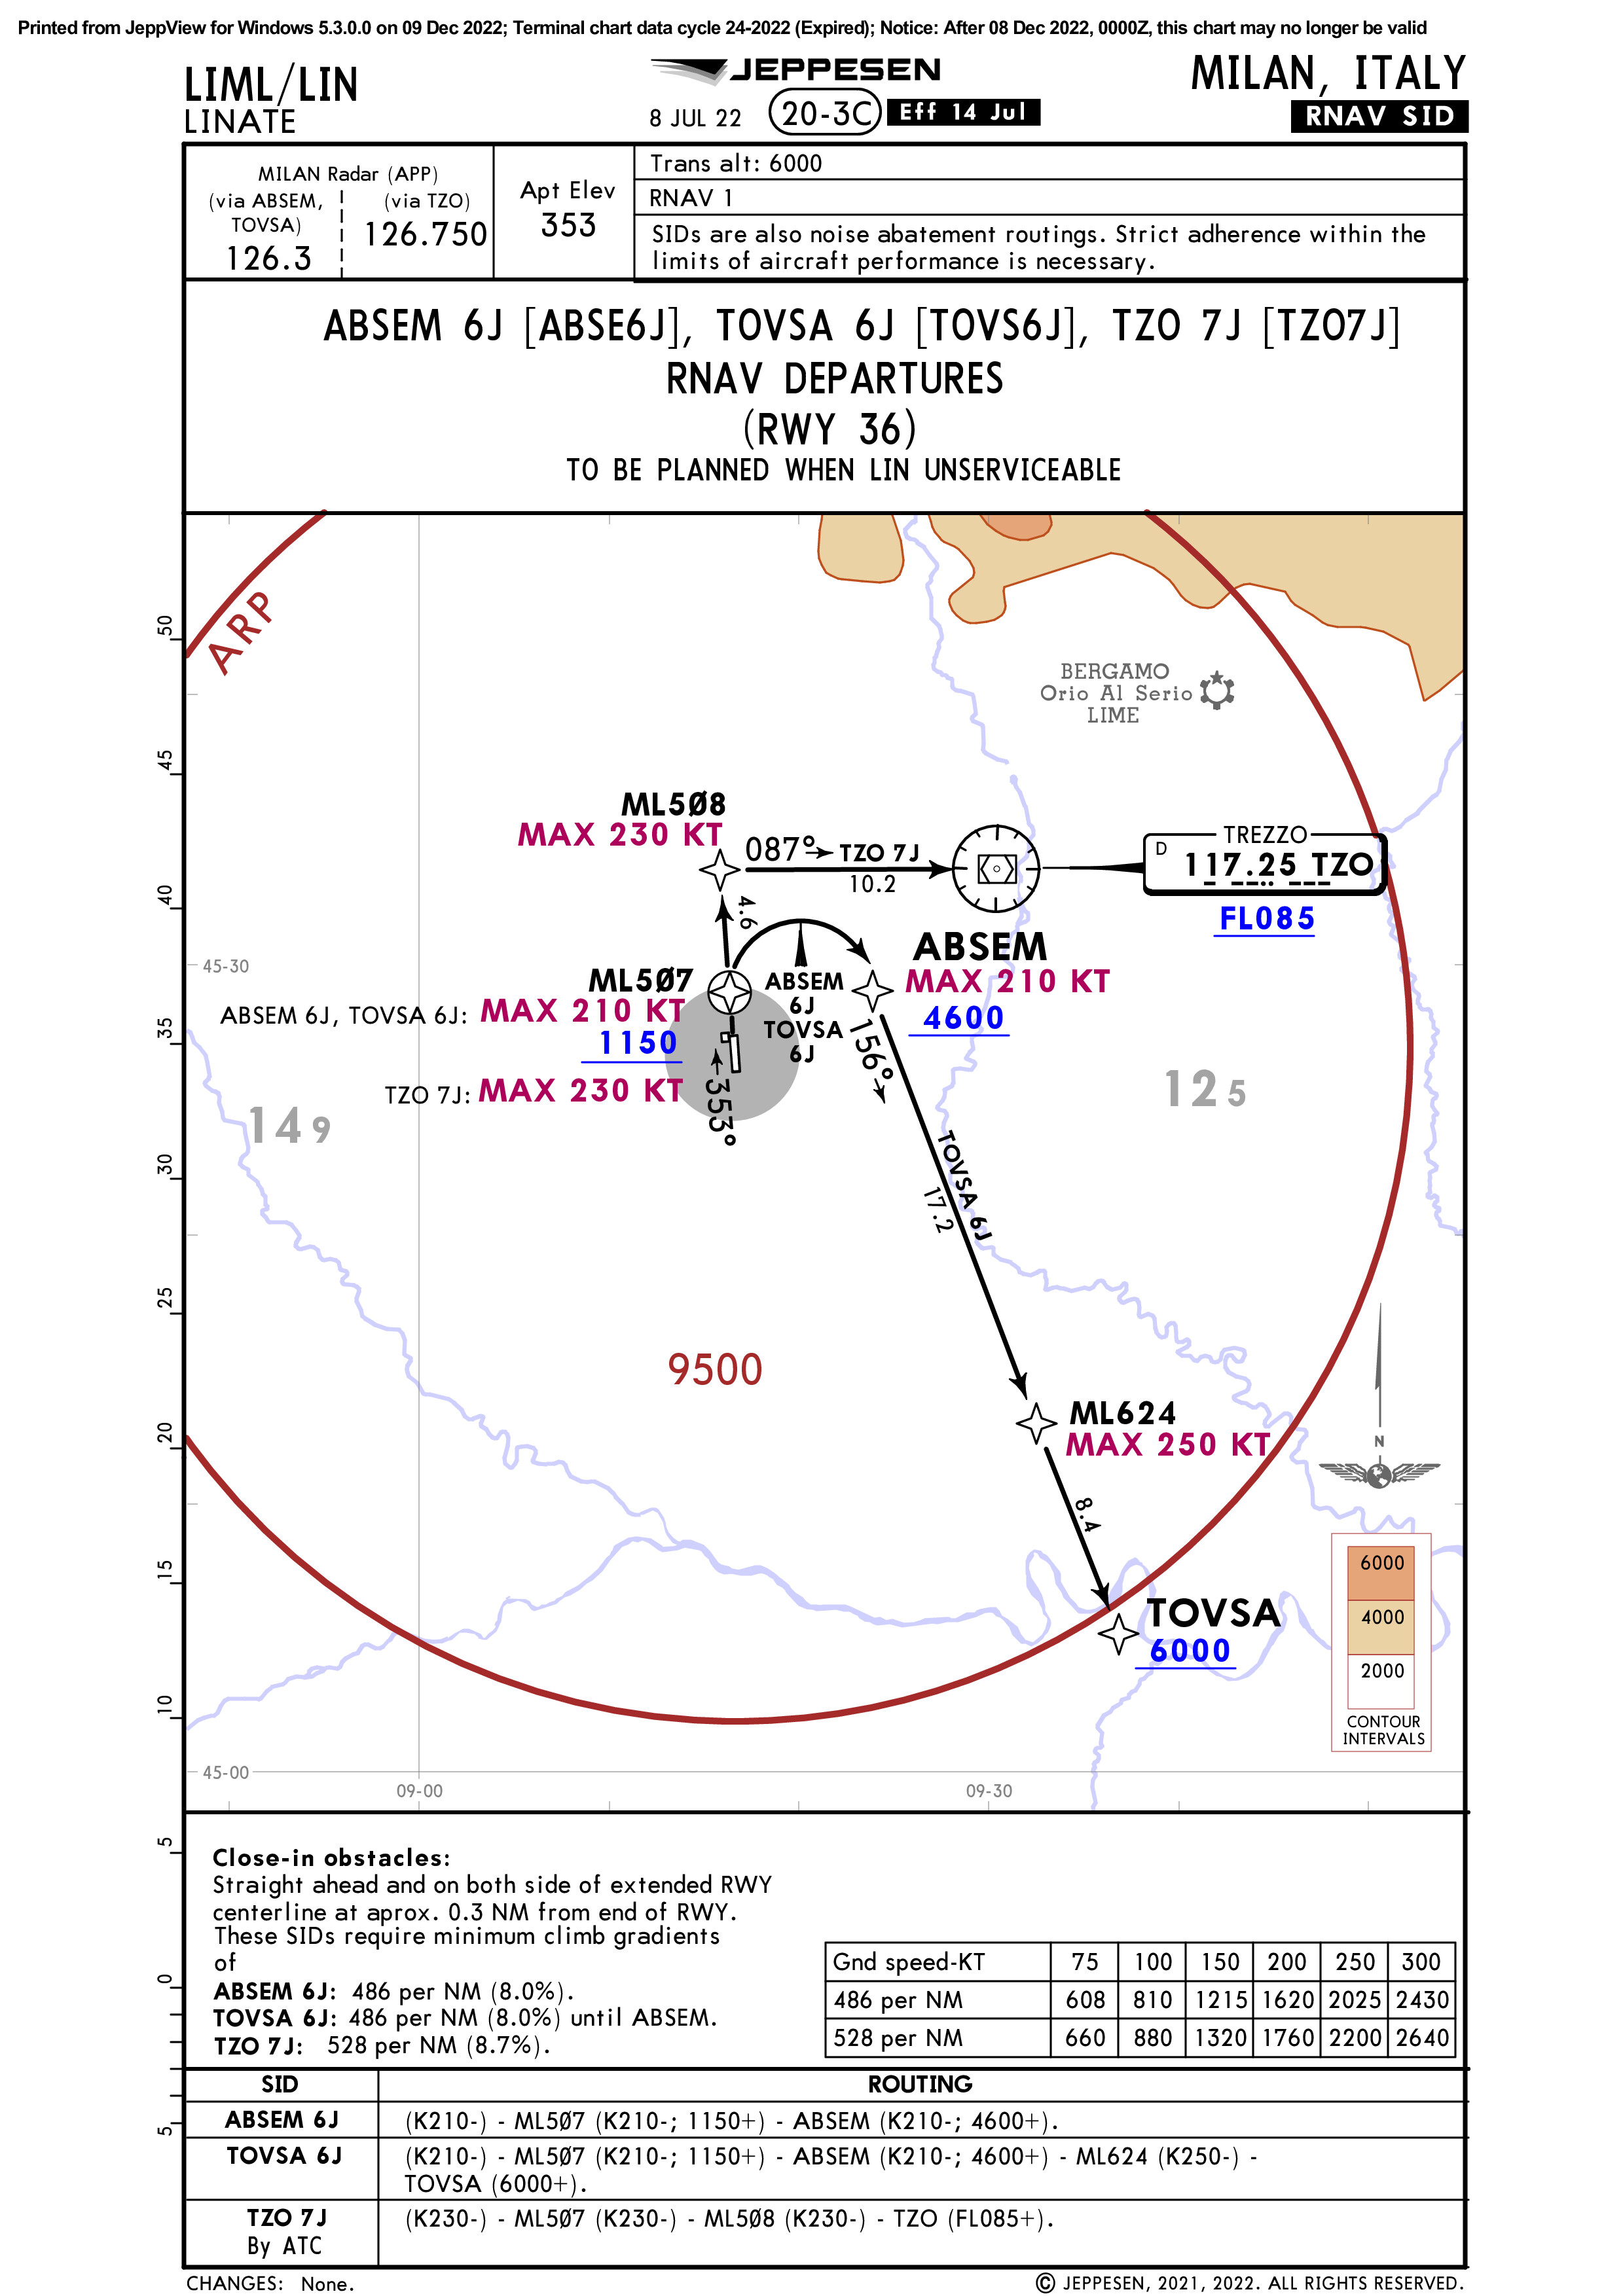 Printed from JeppView for Windows 5.3.0.0 on 09 Dec 2022; Terminal chart data cycle 24-2022 (Expired); Notice: After 08 Dec 2022, 0000Z, this chart may no longer be valid
LIML/LIN
LINATE
JEPPESEN
8 JUL 22
20-3C
Eff 14 Jul
MILAN, ITALY
RNAV SID
MILAN Radar (APP)
(via ABSEM,
TOVSA)
126.3
(via TZO)
126.750
Apt Elev
353
Trans alt: 6000
RNAV 1
SIDs are also noise abatement routings. Strict adherence within the
limits of aircraft performance is necessary.
ABSEM 6J [ABSE6J], TOVSA 6J [TOVS6J], TZO 7J [TZO7J]
RNAV DEPARTURES
(RWY 36)
TO BE PLANNED WHEN LIN UNSERVICEABLE
ARP
50
45
40
35
30
25
20
15
10
5
0
5
BERGAMO
Orio Al Serio
LIME
ML5Ø8
MAX 230 KT
087°
TZO 7J
10.2
TREZZO
D
117.25 TZO
FL085
4.6
45-30
ML5Ø7
ABSEM 6J, TOVSA 6J: MAX 210 KT
1150
TZO 7J: MAX 230 KT
353°
ABSEM
6J
TOVSA
6J
ABSEM
MAX 210 KT
4600
156°
TOVSA 6J
17.2
149
125
9500
ML624
MAX 250 KT
8.4
N
TOVSA
6000
6000
4000
2000
CONTOUR
INTERVALS
45-00
09-00
09-30
Close-in obstacles:
Straight ahead and on both side of extended RWY
centerline at aprox. 0.3 NM from end of RWY.
These SIDs require minimum climb gradients
of
ABSEM 6J: 486 per NM (8.0%).
TOVSA 6J: 486 per NM (8.0%) until ABSEM.
TZO 7J: 528 per NM (8.7%).
Gnd speed-KT 75 100 150 200 250 300
486 per NM 608 810 1215 1620 2025 2430
528 per NM 660 880 1320 1760 2200 2640
SID ROUTING
ABSEM 6J (K210-) - ML5Ø7 (K210-; 1150+) - ABSEM (K210-; 4600+).
TOVSA 6J (K210-) - ML5Ø7 (K210-; 1150+) - ABSEM (K210-; 4600+) - ML624 (K250-) -
TOVSA (6000+).
TZO 7J (K230-) - ML5Ø7 (K230-) - ML5Ø8 (K230-) - TZO (FL085+).
By ATC
CHANGES: None.
© JEPPESEN, 2021, 2022. ALL RIGHTS RESERVED.